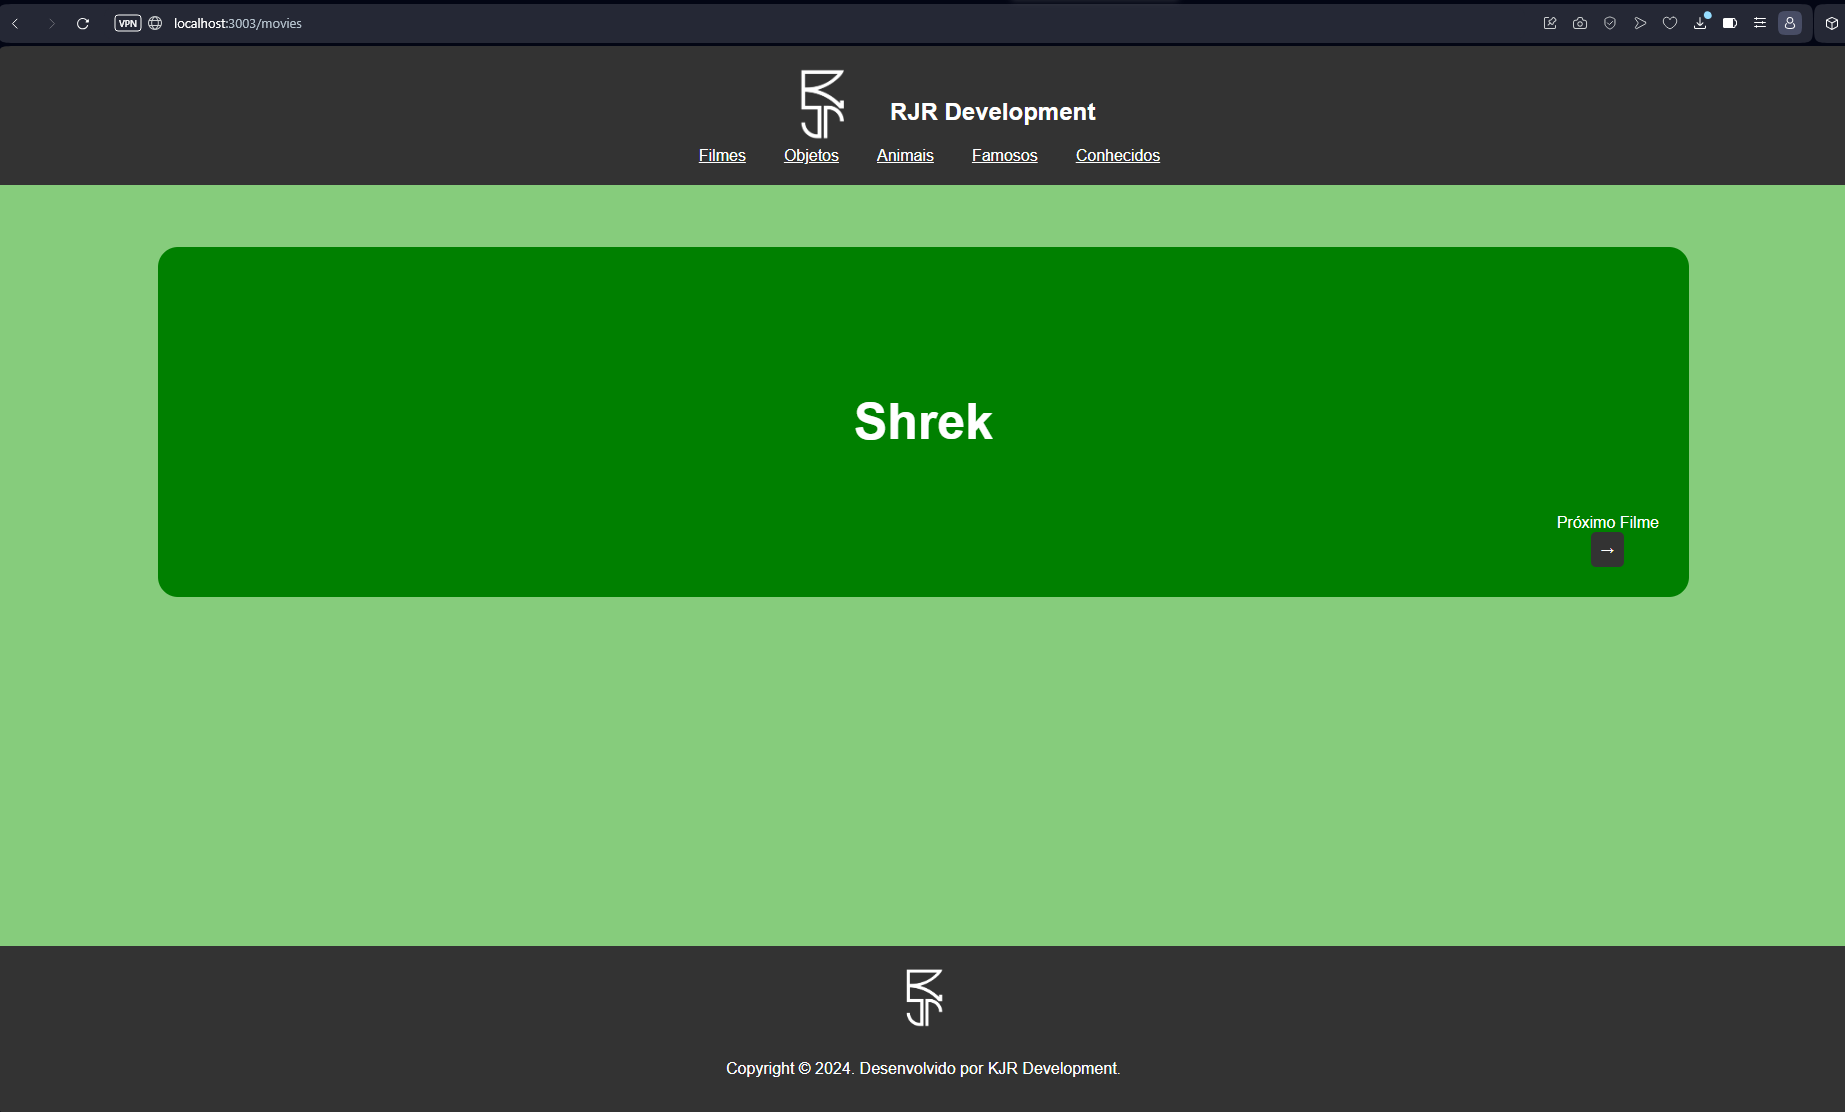 VPN localhost:3003/movies
RJR Development
Filmes Objetos Animais Famosos Conhecidos
Shrek
Próximo Filme
→
Copyright © 2024. Desenvolvido por KJR Development.